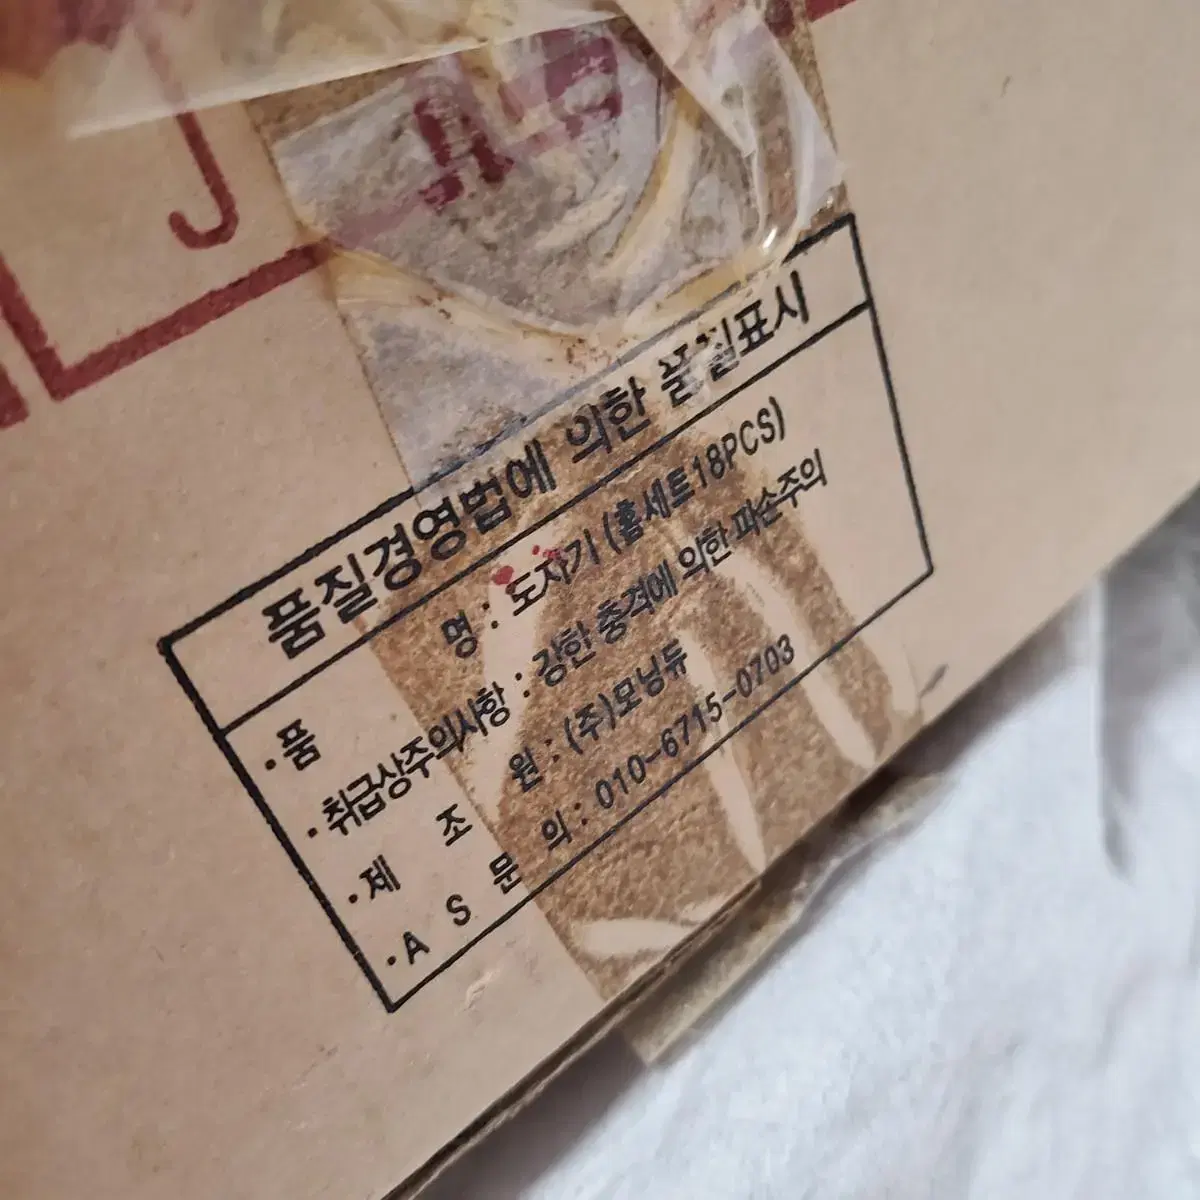 품질경영법에 의한 품질표시
·품 명 : 도자기 (홈세트18PCS)
·취급상주의사항 : 강한 충격에 의한 파손주의
·제 조 원 : (주)모닝듀
·A S 문 의 : 010-6715-0703